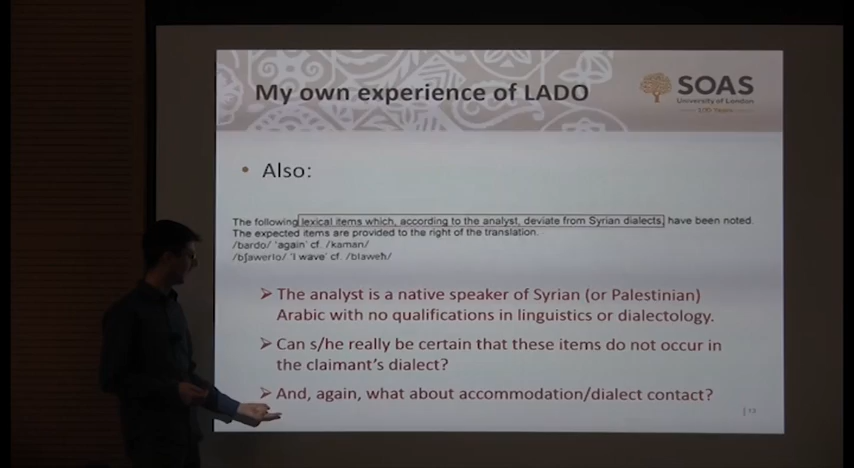 My own experience of LADO
SOAS
University of London
100 Years
• Also:
The following lexical items which, according to the analyst, deviate from Syrian dialects, have been noted.
The expected items are provided to the right of the translation.
/bardo/ 'again' cf. /kaman/
/bʃawerlo/ 'I wave' cf. /blaweħ/
➢ The analyst is a native speaker of Syrian (or Palestinian)
Arabic with no qualifications in linguistics or dialectology.
➢ Can s/he really be certain that these items do not occur in
the claimant's dialect?
➢ And, again, what about accommodation/dialect contact?